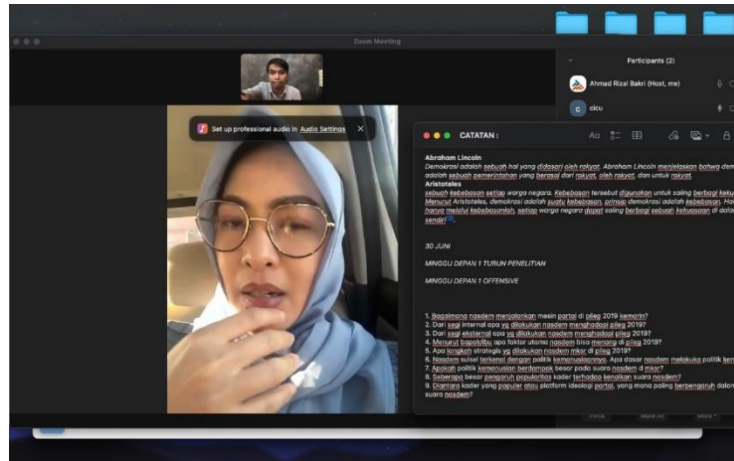 Zoom Meeting
Participants (2)
Ahmad Rizal Bakri (Host, me)
c
cicu
Set up professional audio in Audio Settings
CATATAN :
Aa
Abraham Lincoln
Demokrasi adalah sebuah hal yang didasari oleh rakyat. Abraham Lincoln menjelaskan bahwa dem
adalah sebuah pemerintahan yang berasal dari rakyat, oleh rakyat, dan untuk rakyat.
Aristoteles
sebuah kebebasan setiap warga negara. Kebebasan tersebut digunakan untuk saling berbagi keku
Menurut Aristoteles, demokrasi adalah suatu kebebasan, prinsip demokrasi adalah kebebasan. Ha
hanya melalui kebebasanlah, setiap warga negara dapat saling berbagi sebuah kekuasaan di dala
sendiri
30 JUNI
MINGGU DEPAN 1 TURUN PENELITIAN
MINGGU DEPAN 1 OFFENSIVE
1. Bagaimana nasdem menjalankan mesin partai di pileg 2019 kemarin?
2. Dari segi internal apa yg dilakukan nasdem menghadapi pileg 2019?
3. Dari segi eksternal apa yg dilakukan nasdem menghadapi pileg 2019?
4. Menurut bapak/ibu apa faktor utama nasdem bisa menang di pileg 2019?
5. Apa langkah strategis yg dilakukan nasdem mksr di pileg 2019?
6. Nasdem sulsel terkenal dengan politik kemanusiaannya. Apa dasar nasdem melakuka politik kem
7. Apakah politik kemanusian berdampak besar pada suara nasdem d mksr?
8. Seberapa besar pengaruh popularitas kader terhadap kenaikan suara nasdem?
9. Diantara kader yang populer atau platform ideologi partai, yang mana paling berpengaruh dalam
suara nasdem?